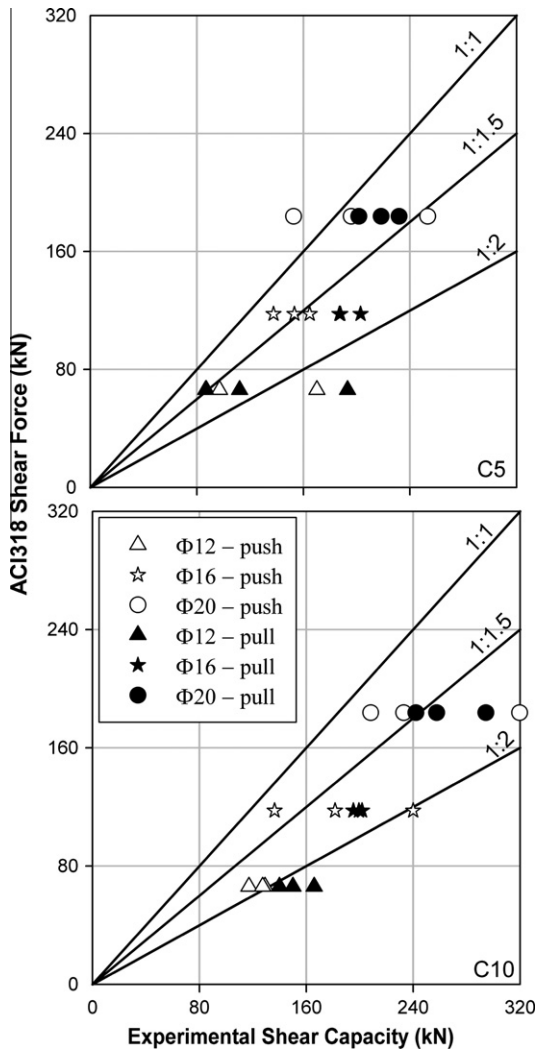 ACI318 Shear Force (kN)
320
240
160
80
0
1:1
1:1.5
1:2
C5
320
240
160
80
0
1:1
1:1.5
1:2
Φ12 – push
Φ16 – push
Φ20 – push
Φ12 – pull
Φ16 – pull
Φ20 – pull
C10
0 80 160 240 320
Experimental Shear Capacity (kN)